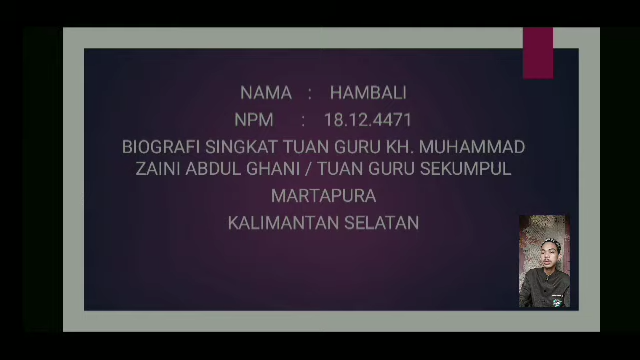 NAMA : HAMBALI
NPM : 18.12.4471
BIOGRAFI SINGKAT TUAN GURU KH. MUHAMMAD
ZAINI ABDUL GHANI / TUAN GURU SEKUMPUL
MARTAPURA
KALIMANTAN SELATAN